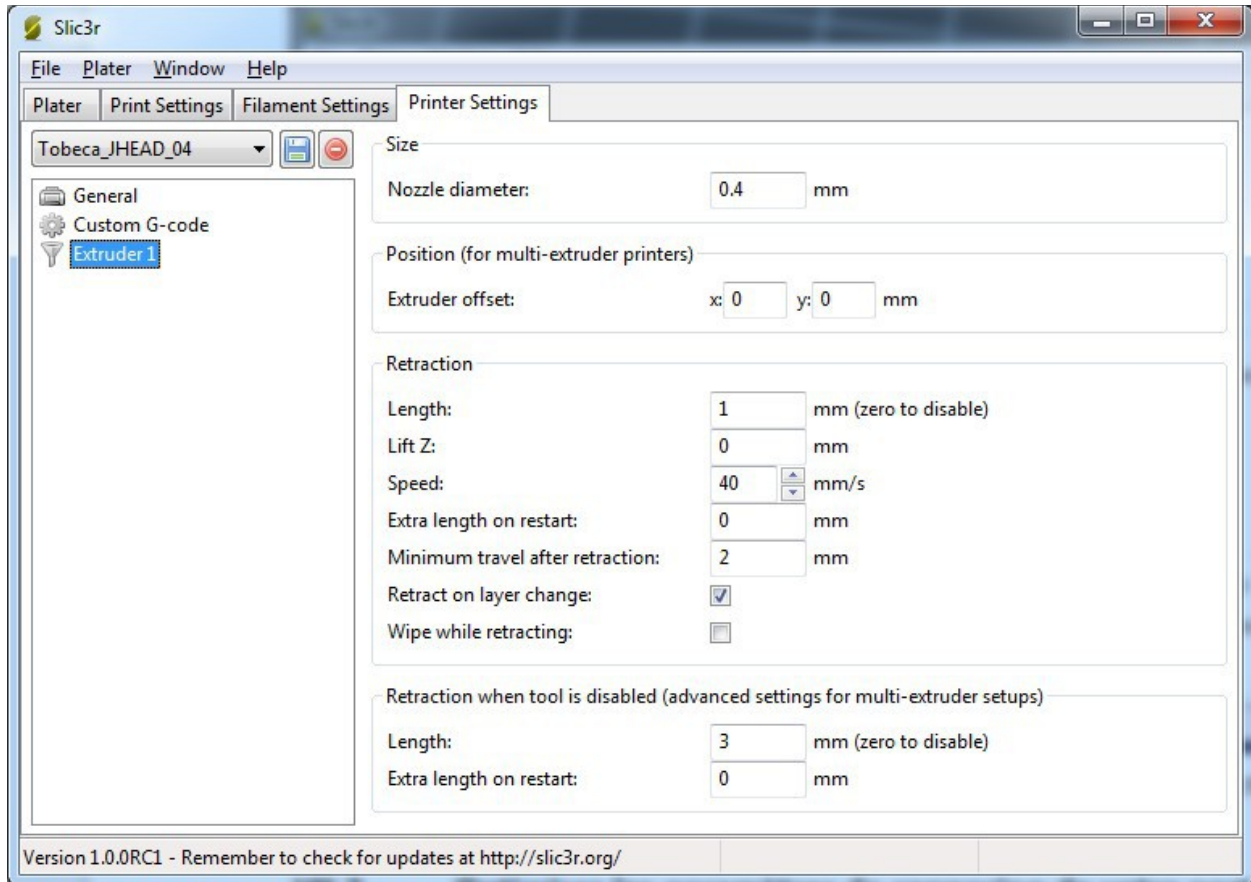 Slic3r
File Plater Window Help
Plater Print Settings Filament Settings Printer Settings
Tobeca_JHEAD_04
General
Custom G-code
Extruder 1
Size
Nozzle diameter: 0.4 mm
Position (for multi-extruder printers)
Extruder offset: x: 0 y: 0 mm
Retraction
Length: 1 mm (zero to disable)
Lift Z: 0 mm
Speed: 40 mm/s
Extra length on restart: 0 mm
Minimum travel after retraction: 2 mm
Retract on layer change:
Wipe while retracting:
Retraction when tool is disabled (advanced settings for multi-extruder setups)
Length: 3 mm (zero to disable)
Extra length on restart: 0 mm
Version 1.0.0RC1 - Remember to check for updates at http://slic3r.org/